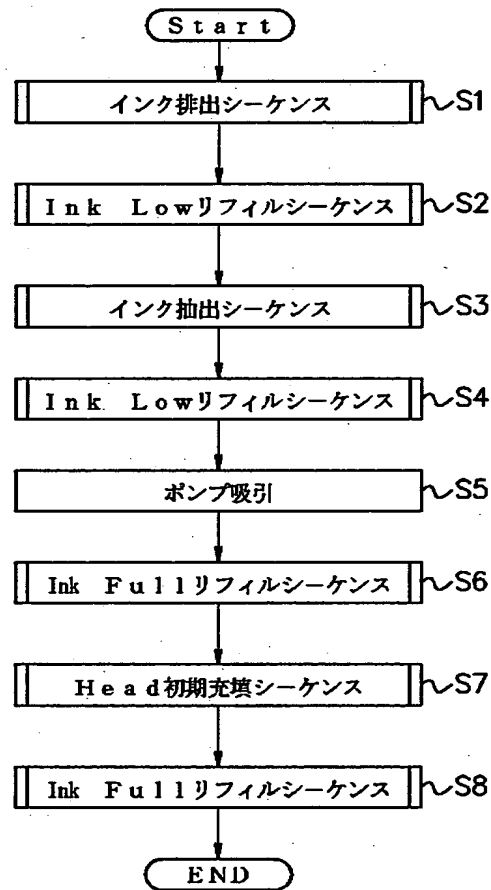 Start
インク排出シーケンス S1
Ink Lowリフィルシーケンス S2
インク抽出シーケンス S3
Ink Lowリフィルシーケンス S4
ポンプ吸引 S5
Ink Fullリフィルシーケンス S6
Head初期充填シーケンス S7
Ink Fullリフィルシーケンス S8
END